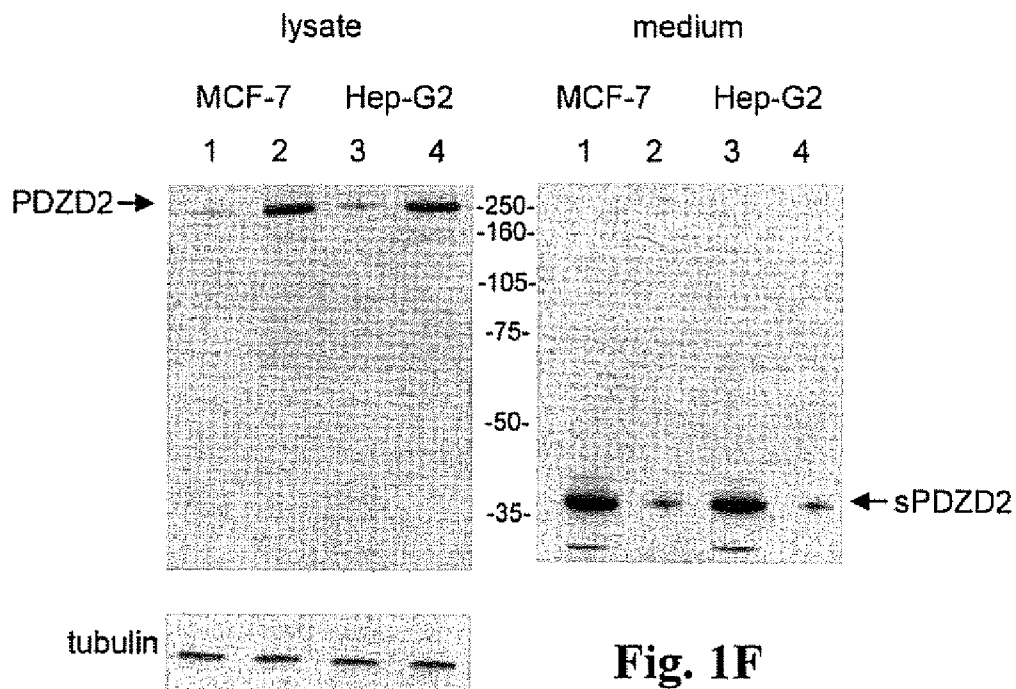 lysate medium
MCF-7 Hep-G2 MCF-7 Hep-G2
1 2 3 4 1 2 3 4
PDZD2
-250-
-160-
-105-
-75-
-50-
-35-
sPDZD2
tubulin
Fig. 1F